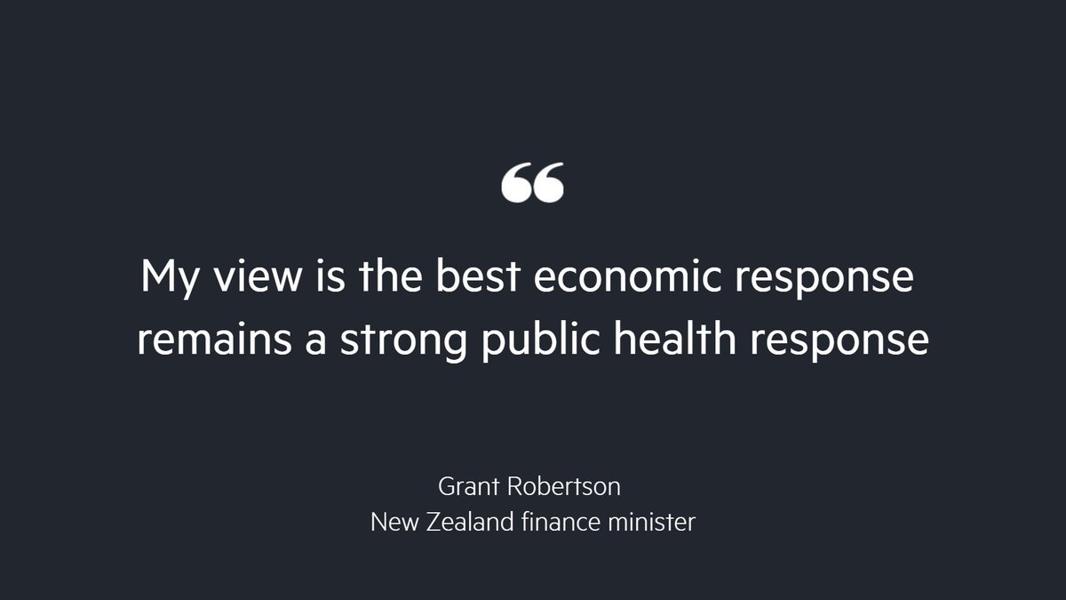 “
My view is the best economic response
remains a strong public health response
Grant Robertson
New Zealand finance minister